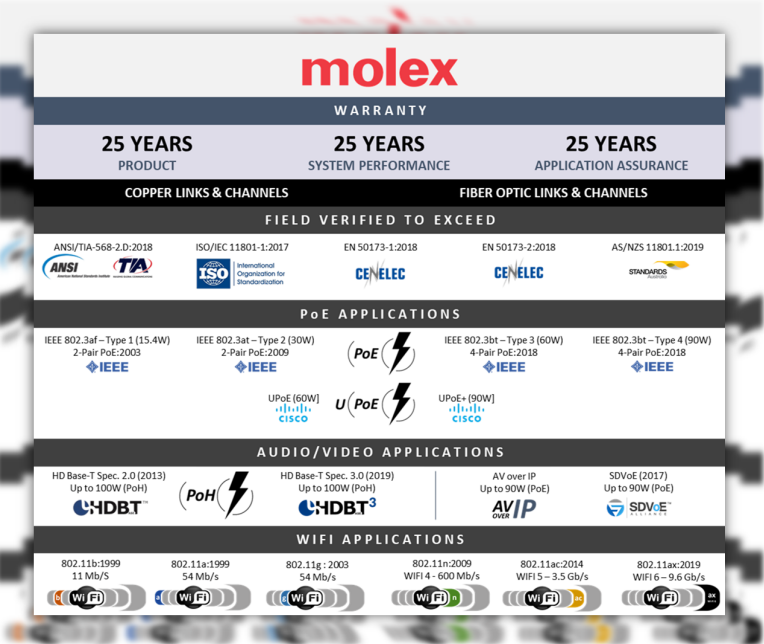 molex
WARRANTY
25 YEARS 25 YEARS 25 YEARS
PRODUCT SYSTEM PERFORMANCE APPLICATION ASSURANCE
COPPER LINKS & CHANNELS FIBER OPTIC LINKS & CHANNELS
FIELD VERIFIED TO EXCEED
ANSI/TIA-568-2.D:2018 ISO/IEC 11801-1:2017 EN 50173-1:2018 EN 50173-2:2018 AS/NZS 11801.1:2019
ANSI TIA
ISO International
Organization for
Standardization
CENELEC CENELEC
STANDARDS
Australia
PoE APPLICATIONS
IEEE 802.3af – Type 1 (15.4W) IEEE 802.3at – Type 2 (30W) IEEE 802.3bt – Type 3 (60W) IEEE 802.3bt – Type 4 (90W)
2-Pair PoE:2003 2-Pair PoE:2009 PoE 4-pair PoE:2018 4-Pair PoE:2018
IEEE IEEE IEEE IEEE
UPoE (60W] U PoE UPoE+ (90W]
CISCO CISCO
AUDIO/VIDEO APPLICATIONS
HD Base-T Spec. 2.0 (2013) HD Base-T Spec. 3.0 (2019) AV over IP SDVoE (2017)
Up to 100W (PoH) PoH Up to 100W (PoH) Up to 90W (PoE) Up to 90W (PoE)
HDBT™ HDBT3 AV OVER IP SDVoE™
ALLIANCE
WIFI APPLICATIONS
802.11b:1999 802.11a:1999 802.11g : 2003 802.11n:2009 802.11ac:2014 802.11ax:2019
11 Mb/S 54 Mb/s 54 Mb/s WIFI 4 - 600 Mb/s WIFI 5 – 3.5 Gb/s WIFI 6 – 9.6 Gb/s
b Wi Fi a Wi Fi g Wi Fi Wi Fi n Wi Fi ac Wi Fi ax